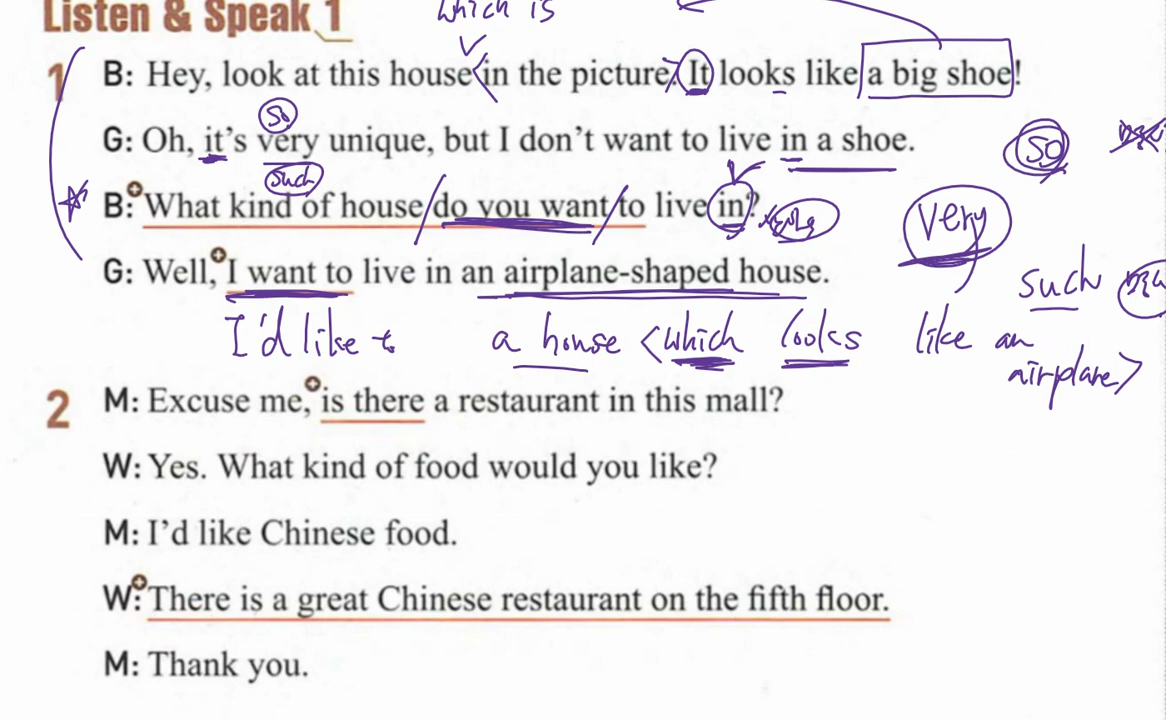 Listen & Speak 1
which is
1 B: Hey, look at this house in the picture. It looks like a big shoe!
so
G: Oh, it's very unique, but I don't want to live in a shoe.
so
such
B: What kind of house do you want to live in?
very
G: Well, I want to live in an airplane-shaped house.
such
I'd like to a house <which looks like an airplane>
2 M: Excuse me, is there a restaurant in this mall?
W: Yes. What kind of food would you like?
M: I'd like Chinese food.
W: There is a great Chinese restaurant on the fifth floor.
M: Thank you.